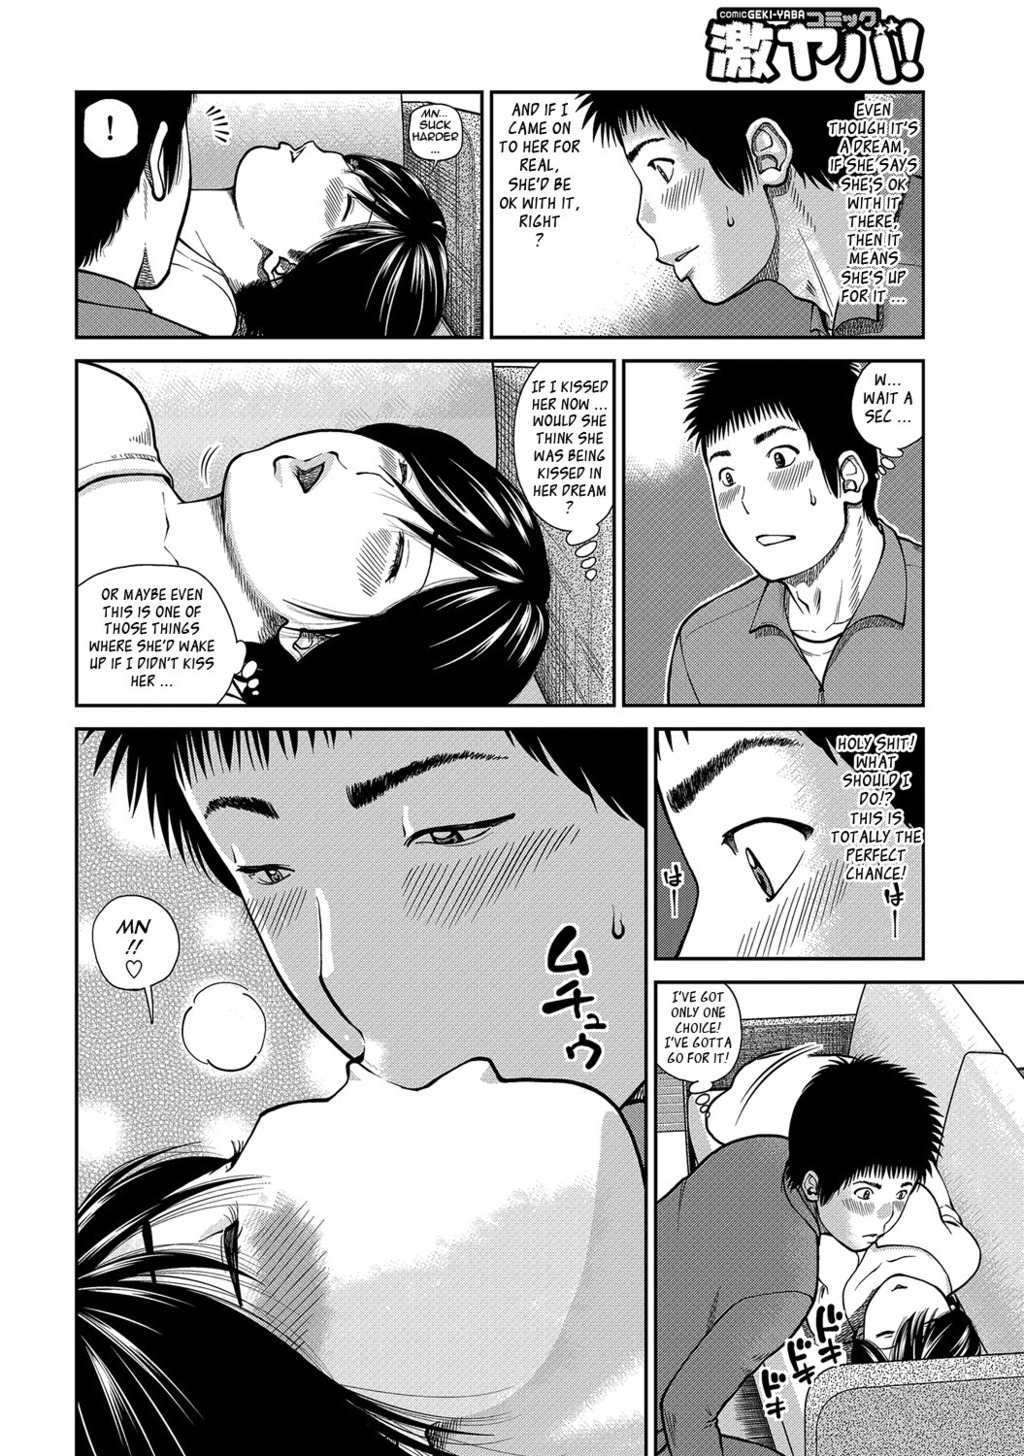 COMIC GEKI-YABA コミック
激ヤバ!
EVEN
THOUGH IT'S
A DREAM,
IF SHE SAYS
SHE'S OK
WITH IT
THERE,
THEN IT
MEANS
SHE'S UP
FOR IT ...
AND IF I
CAME ON
TO HER FOR
REAL,
SHE'D BE
OK WITH IT,
RIGHT
?
MN...
SUCK
HARDER
...
!
W...
WAIT A
SEC ...
IF I KISSED
HER NOW ...
WOULD SHE
THINK SHE
WAS BEING
KISSED IN
HER DREAM
?
OR MAYBE EVEN
THIS IS ONE OF
THOSE THINGS
WHERE SHE'D WAKE
UP IF I DIDN'T KISS
HER ...
HOLY SHIT!
WHAT
SHOULD I
DO!?
THIS IS
TOTALLY THE
PERFECT
CHANCE!
はー
はー
I'VE GOT
ONLY ONE
CHOICE!
I'VE GOTTA
GO FOR IT!
ドキ
ドキ
ドキ
ムチュウ
MN
!!
♡